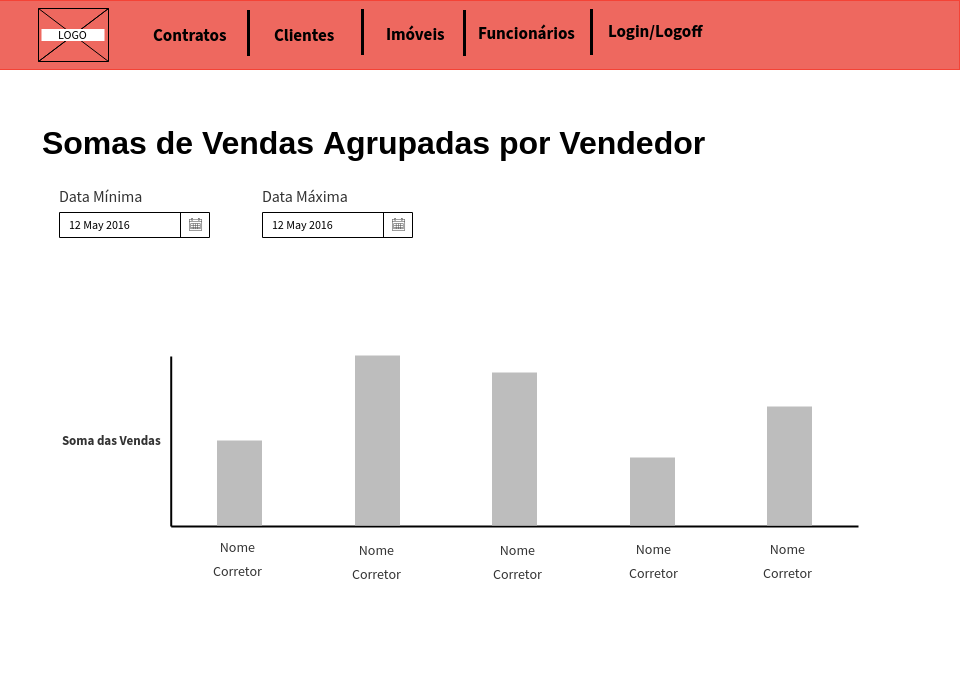 LOGO
Contratos
Clientes
Imóveis
Funcionários
Login/Logoff
Somas de Vendas Agrupadas por Vendedor
Data Mínima
Data Máxima
12 May 2016
12 May 2016
Soma das Vendas
Nome
Corretor
Nome
Corretor
Nome
Corretor
Nome
Corretor
Nome
Corretor